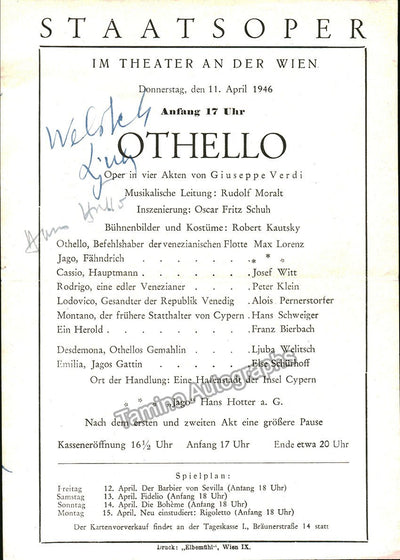 STAATSOPER
IM THEATER AN DER WIEN
Donnerstag, den 11. April 1946
Anfang 17 Uhr
Welitsch
Ljuba
OTHELLO
Oper in vier Akten von Giuseppe Verdi
Musikalische Leitung: Rudolf Moralt
Hans Hotter
Inszenierung: Oscar Fritz Schuh
Bühnenbilder und Kostüme: Robert Kautsky
Othello, Befehlshaber der venezianischen Flotte Max Lorenz
Jago, Fähndrich . . . . . . . * * *
Cassio, Hauptmann . . . . . . . Josef Witt
Rodrigo, eine edler Venezianer . . . Peter Klein
Lodovico, Gesandter der Republik Venedig . Alois Pernerstorfer
Montano, der frühere Statthalter von Cypern . Hans Schweiger
Ein Herold . . . . . . . Franz Bierbach
Desdemona, Othellos Gemahlin . . . . Ljuba Welitsch
Emilia, Jagos Gattin . . . . . Else Schürhoff
Ort der Handlung: Eine Hafenstadt der Insel Cypern
* * * "Jago" Hans Hotter a. G.
Tamino Autographs
Nach dem ersten und zweiten Akt eine größere Pause
Kasseneröffnung 16½ Uhr Anfang 17 Uhr Ende etwa 20 Uhr
Spielplan:
Freitag 12. April. Der Barbier von Sevilla (Anfang 18 Uhr)
Samstag 13. April. Fidelio (Anfang 18 Uhr)
Sonntag 14. April. Die Bohème (Anfang 18 Uhr)
Montag 15. April. Neu einstudiert: Rigoletto (Anfang 18 Uhr)
Der Kartenvorverkauf findet an der Tageskasse I., Bräunerstraße 14 statt
Druck: „Elbemühl", Wien IX.